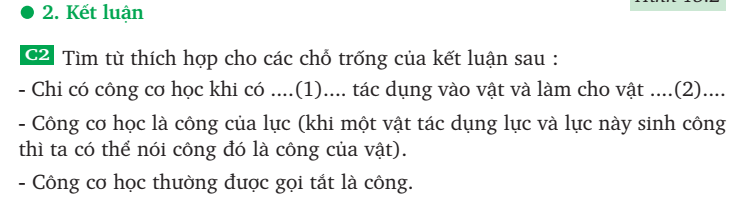 2. Kết luận
C2 Tìm từ thích hợp cho các chỗ trống của kết luận sau :
- Chỉ có công cơ học khi có ....(1).... tác dụng vào vật và làm cho vật ....(2)....
- Công cơ học là công của lực (khi một vật tác dụng lực và lực này sinh công
thì ta có thể nói công đó là công của vật).
- Công cơ học thường được gọi tắt là công.